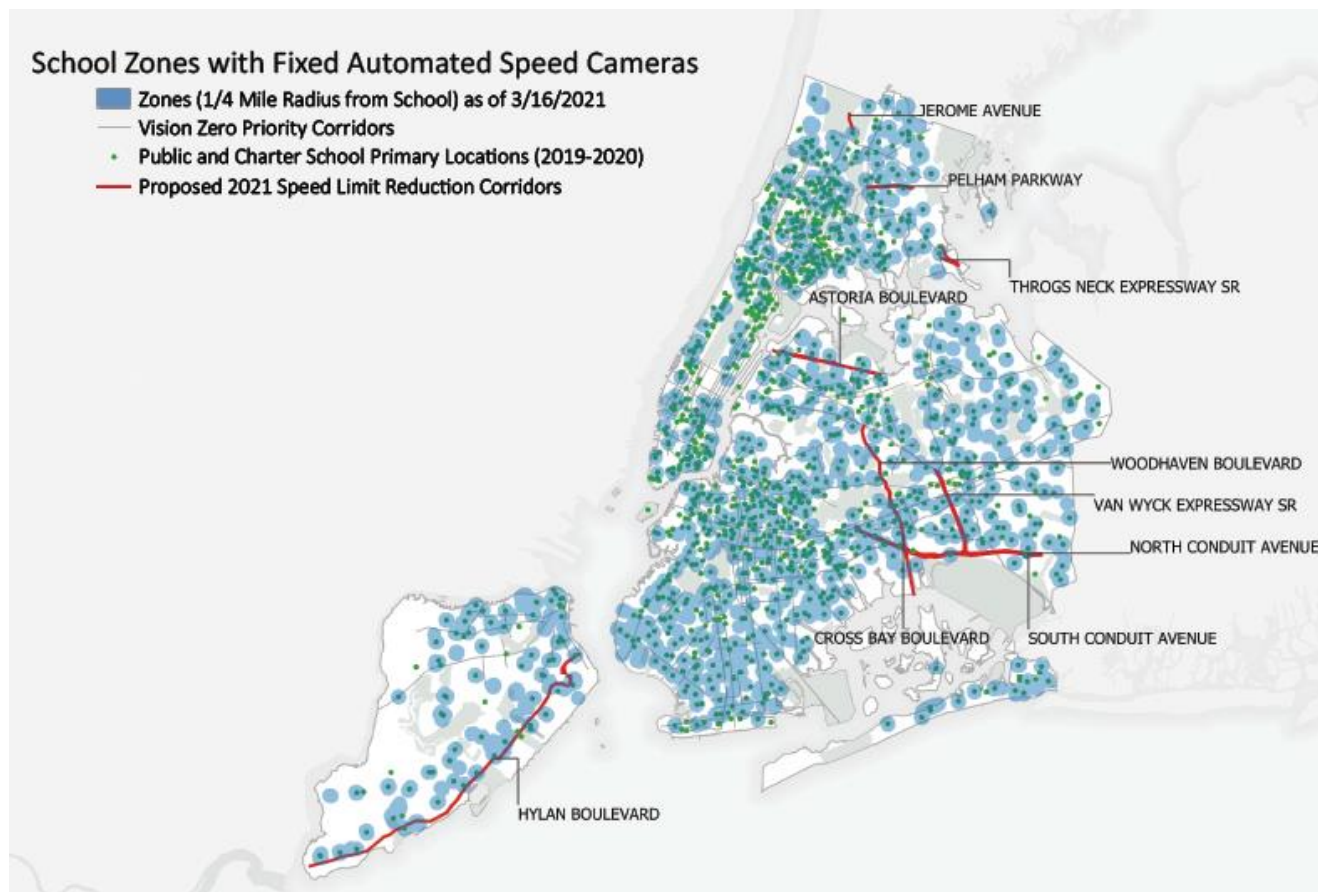 School Zones with Fixed Automated Speed Cameras
Zones (1/4 Mile Radius from School) as of 3/16/2021
Vision Zero Priority Corridors
Public and Charter School Primary Locations (2019-2020)
Proposed 2021 Speed Limit Reduction Corridors
JEROME AVENUE
PELHAM PARKWAY
THROGS NECK EXPRESSWAY SR
ASTORIA BOULEVARD
WOODHAVEN BOULEVARD
VAN WYCK EXPRESSWAY SR
NORTH CONDUIT AVENUE
CROSS BAY BOULEVARD
SOUTH CONDUIT AVENUE
HYLAN BOULEVARD